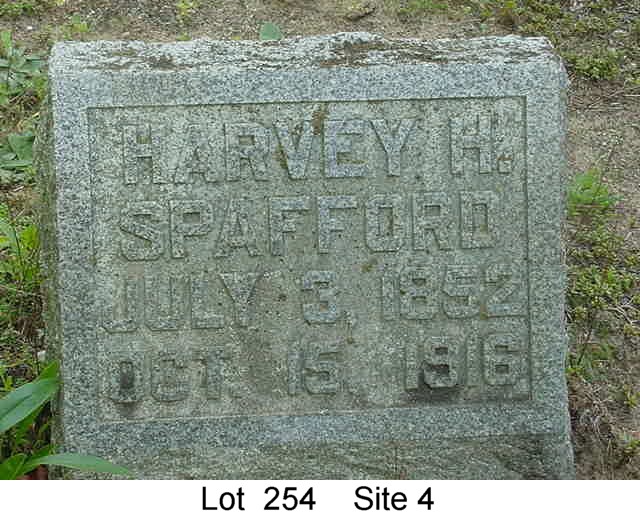 HARVEY H.
SPAFFORD
JULY 3, 1852
OCT. 15, 1916
Lot 254 Site 4